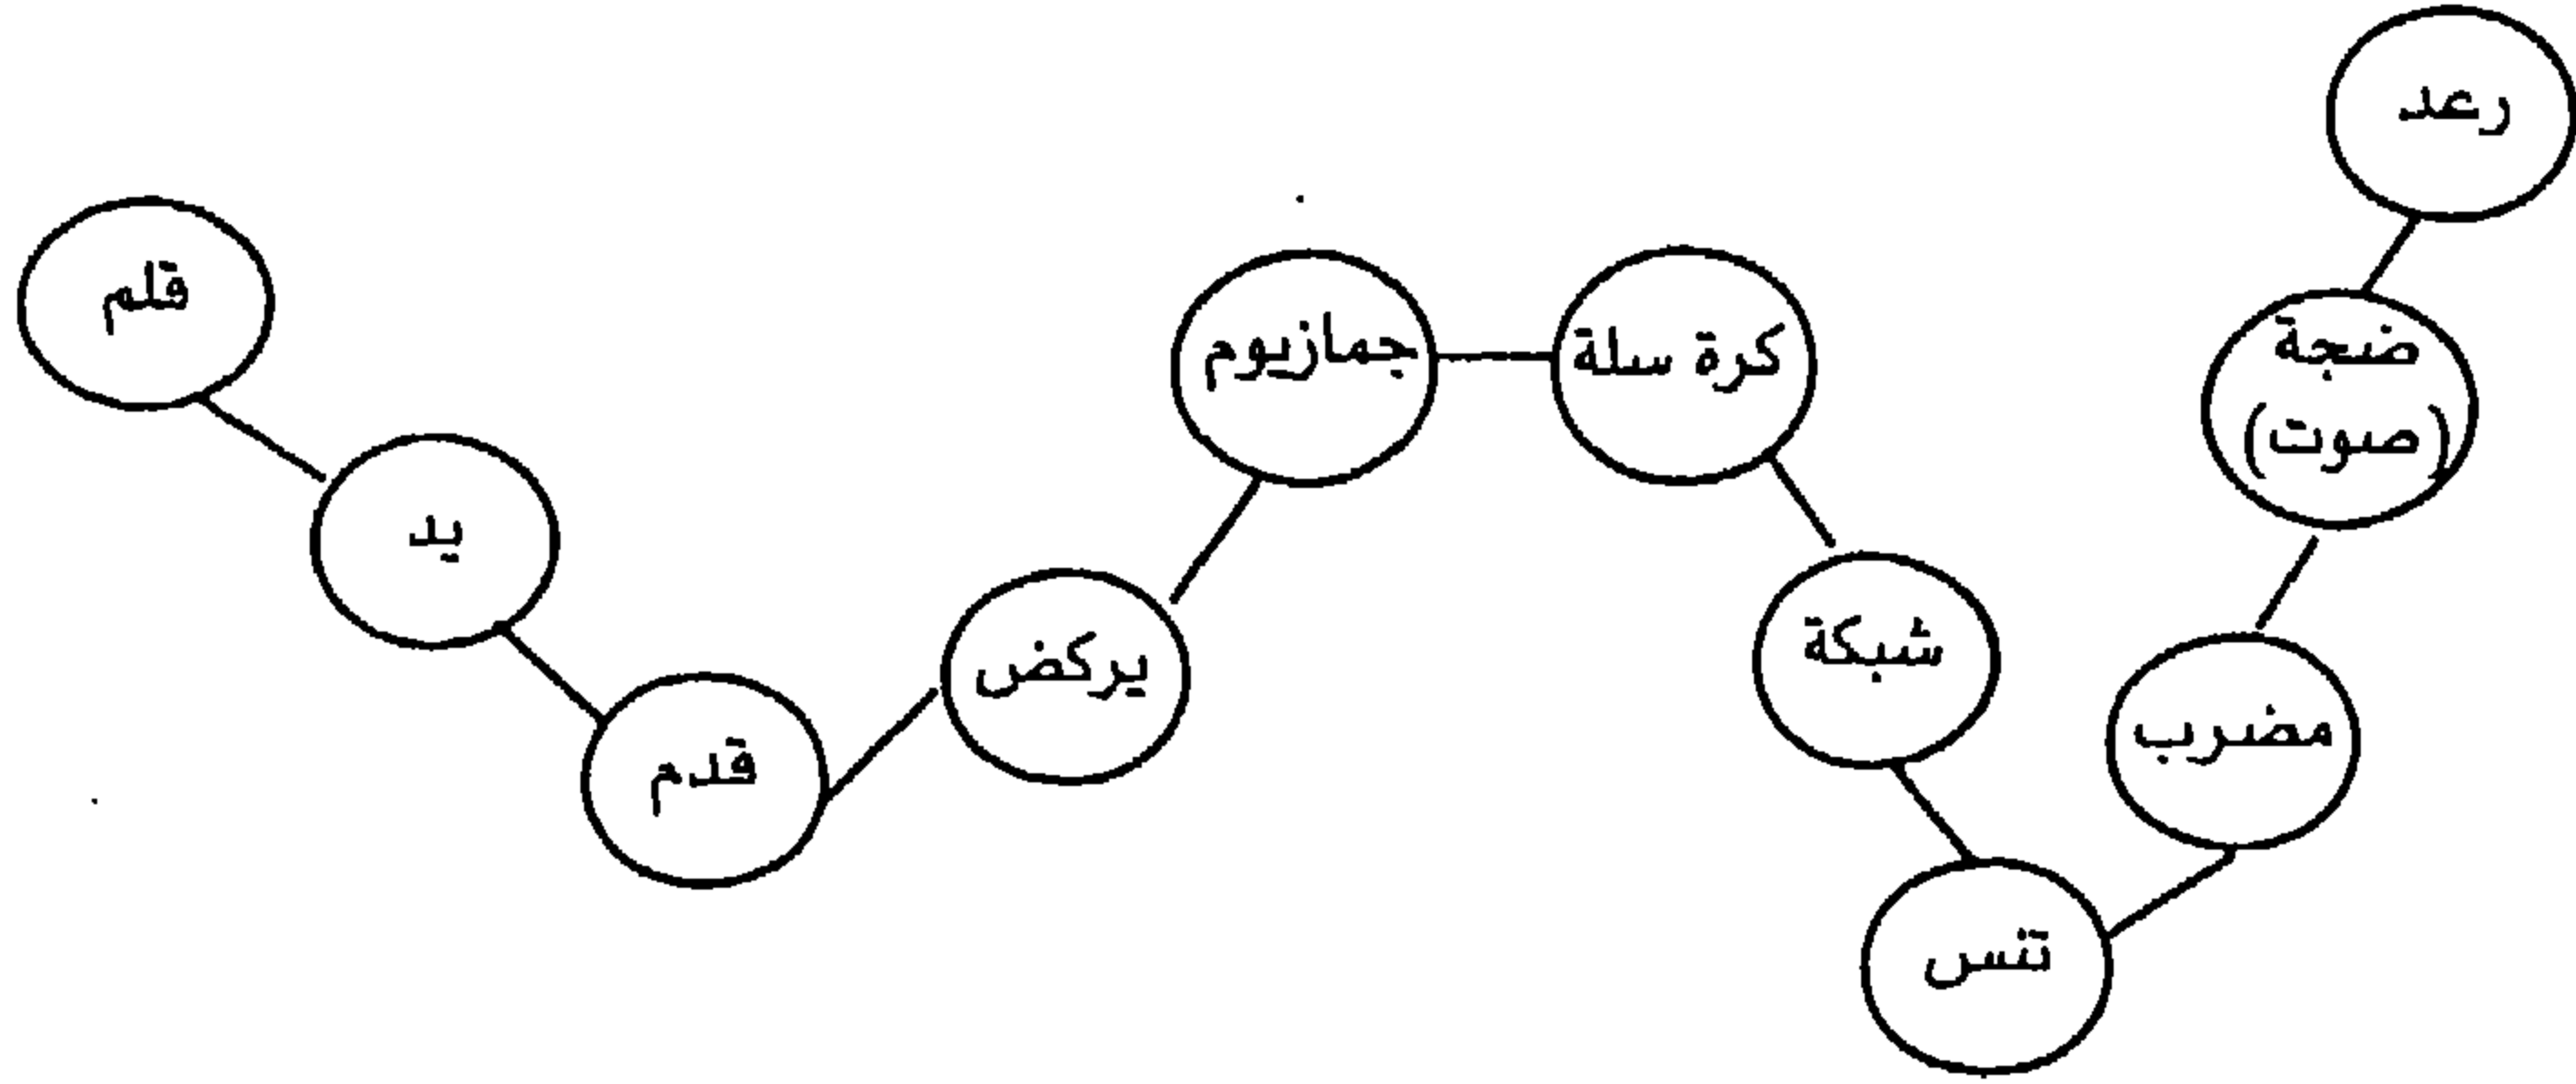 رعد
ضجة
(صوت)
مضرب
تنس
شبكة
كرة سلة
جمازيوم
يركض
قدم
يد
قلم